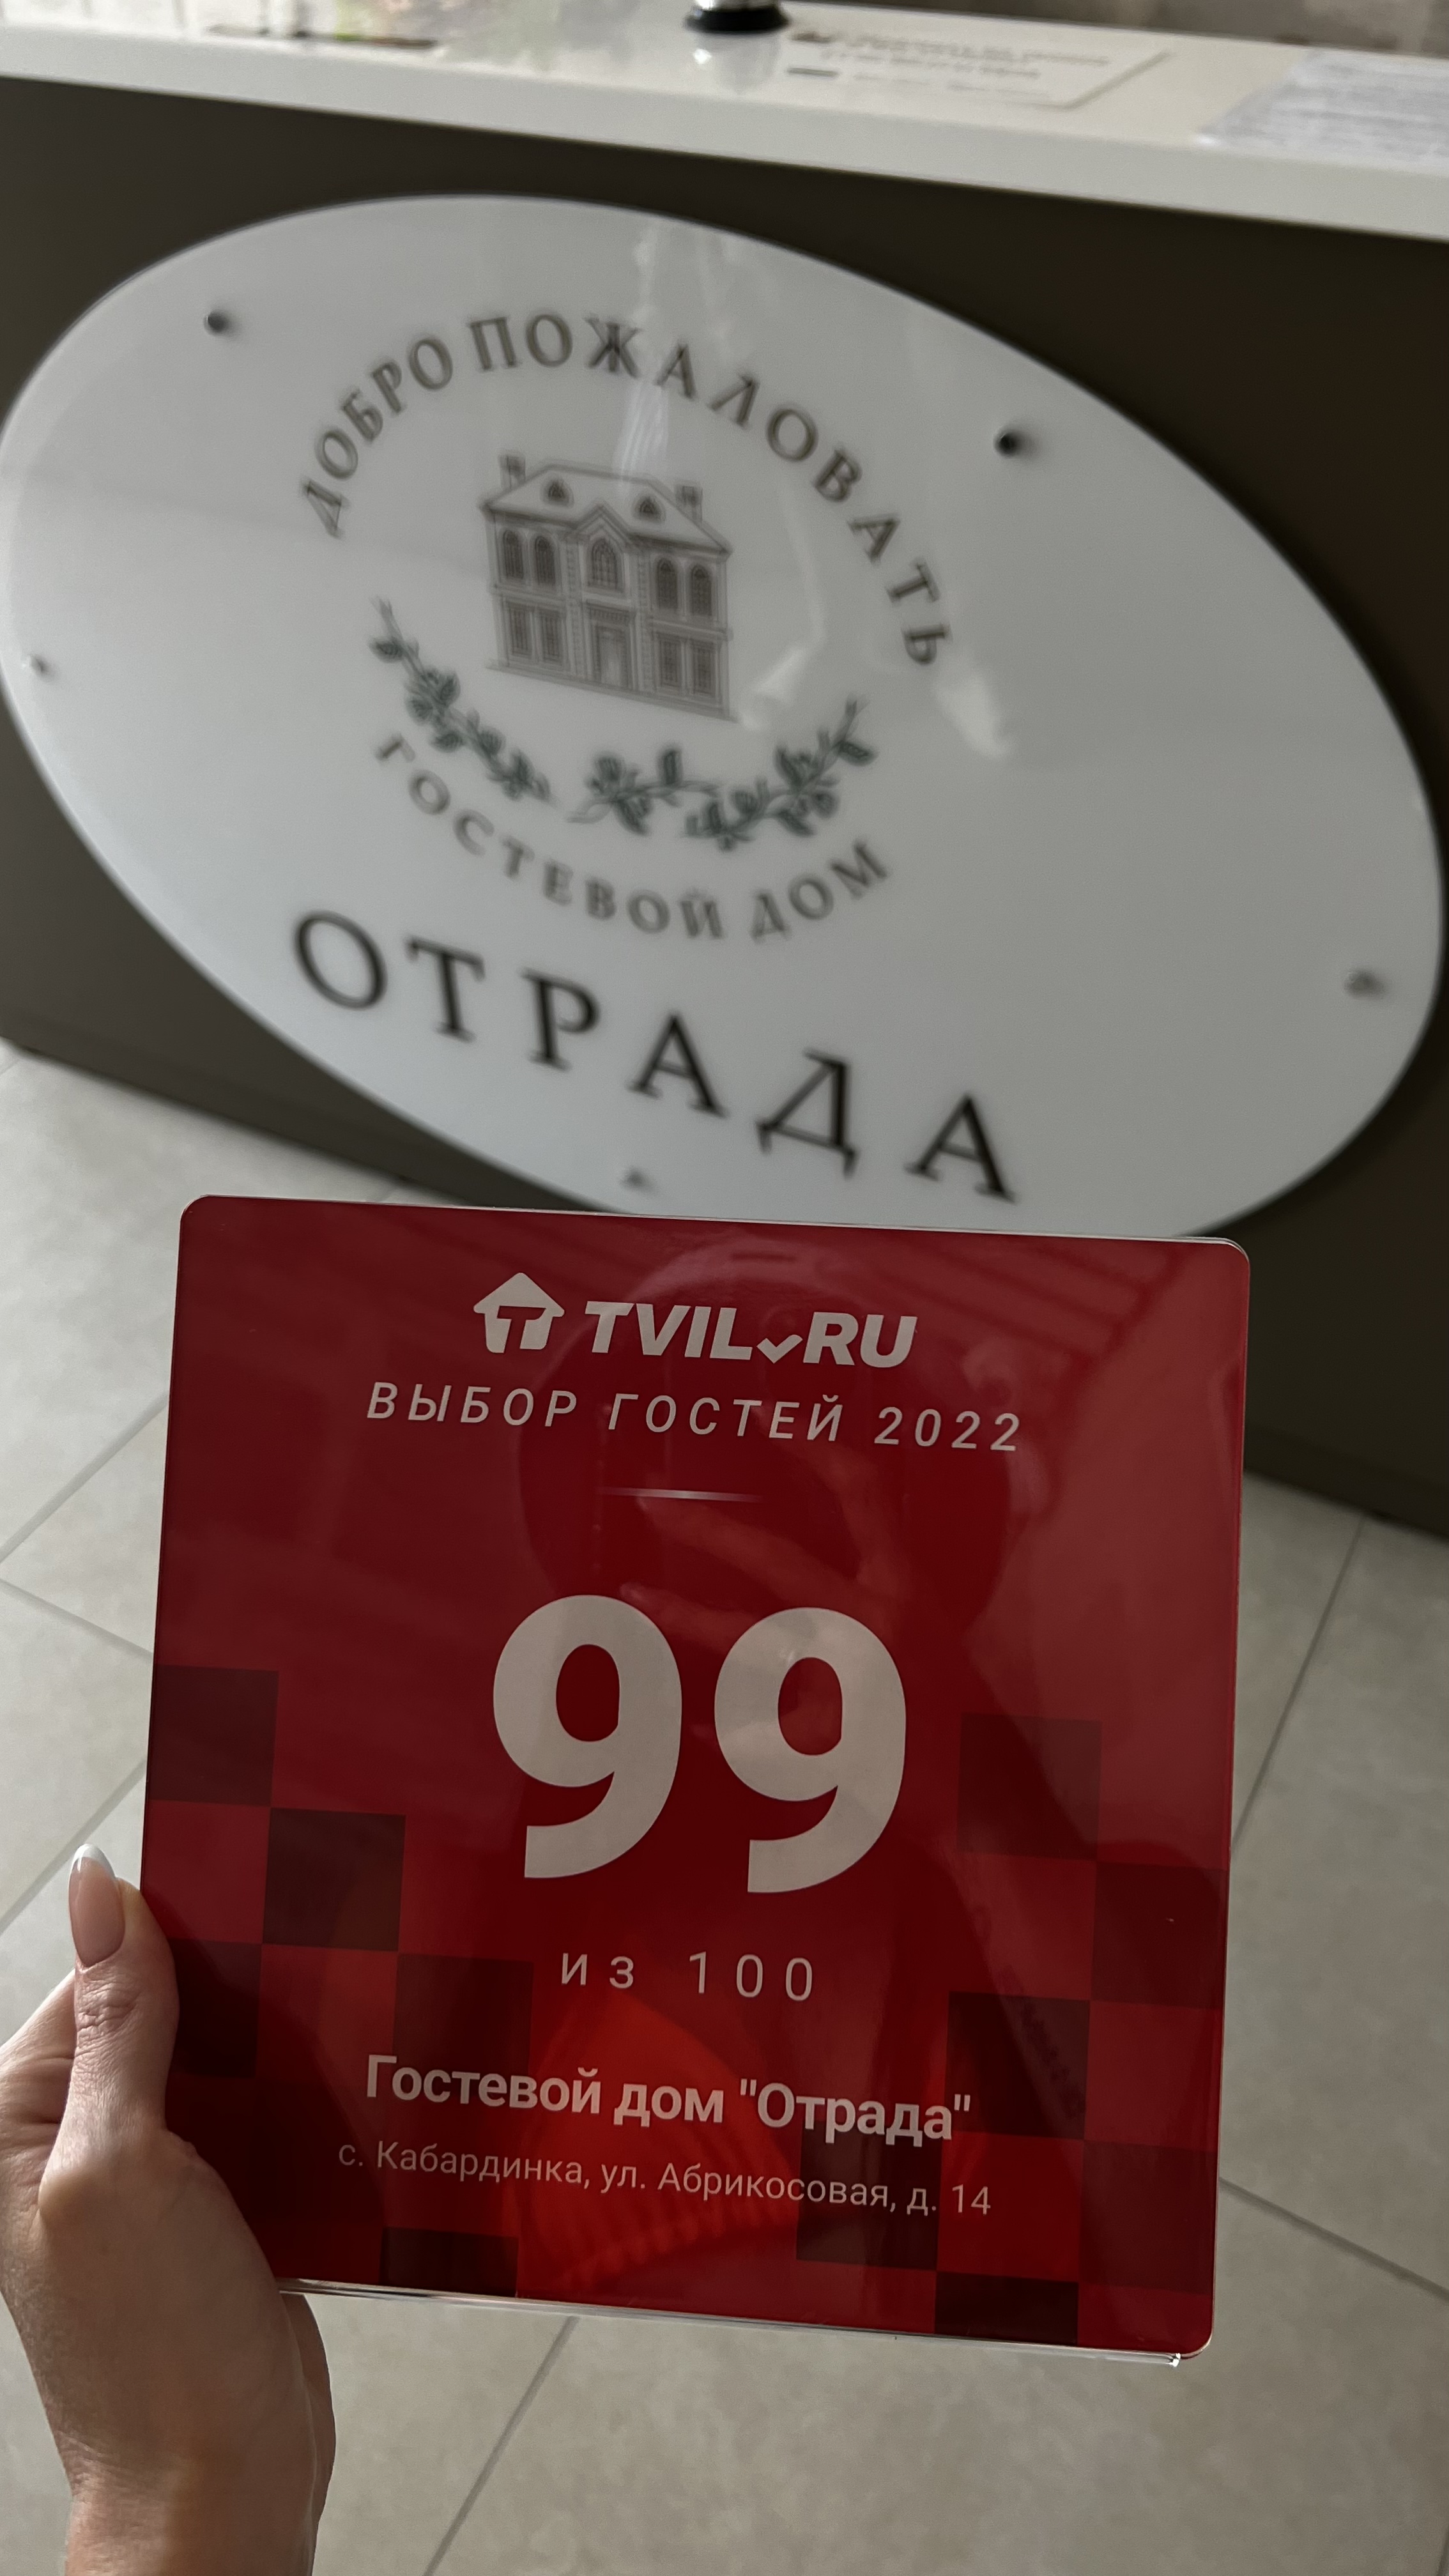 ДОБРО ПОЖАЛОВАТЬ
ГОСТЕВОЙ ДОМ
ОТРАДА
TVIL.RU
ВЫБОР ГОСТЕЙ 2022
99
из 100
Гостевой дом "Отрада"
с. Кабардинка, ул. Абрикосовая, д. 14